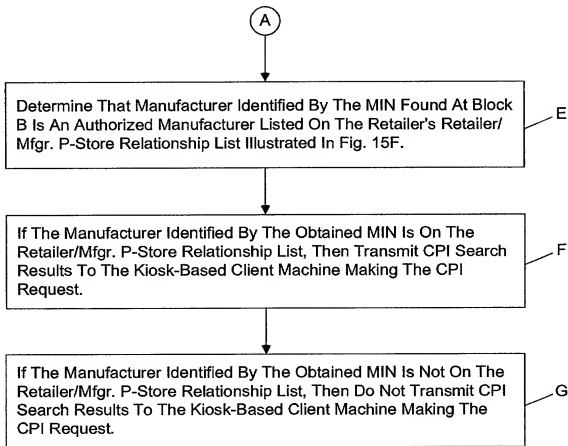 A
Determine That Manufacturer Identified By The MIN Found At Block
B Is An Authorized Manufacturer Listed On The Retailer's Retailer/
Mfgr. P-Store Relationship List Illustrated In Fig. 15F.
E
If The Manufacturer Identified By The Obtained MIN Is On The
Retailer/Mfgr. P-Store Relationship List, Then Transmit CPI Search
Results To The Kiosk-Based Client Machine Making The CPI
Request.
F
If The Manufacturer Identified By The Obtained MIN Is Not On The
Retailer/Mfgr. P-Store Relationship List, Then Do Not Transmit CPI
Search Results To The Kiosk-Based Client Machine Making The
CPI Request.
G